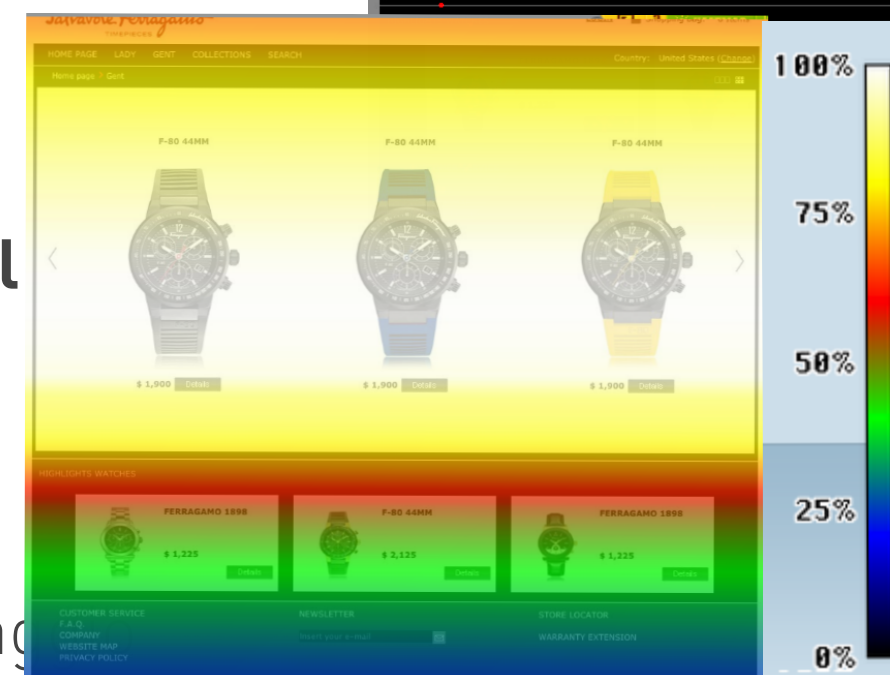 Salvatore Ferragamo
TIMEPIECES
HOME PAGE LADY GENT COLLECTIONS SEARCH
Country: United States (Change)
Home page > Gent
F-80 44MM
F-80 44MM
F-80 44MM
$ 1,900 Details
$ 1,900 Details
$ 1,900 Details
HIGHLIGHTS WATCHES
FERRAGAMO 1898
$ 1,225
Details
F-80 44MM
$ 2,125
Details
FERRAGAMO 1898
$ 1,225
Details
CUSTOMER SERVICE
F.A.Q.
COMPANY
WEBSITE MAP
PRIVACY POLICY
NEWSLETTER
Insert your e-mail
STORE LOCATOR
WARRANTY EXTENSION
100%
75%
50%
25%
0%